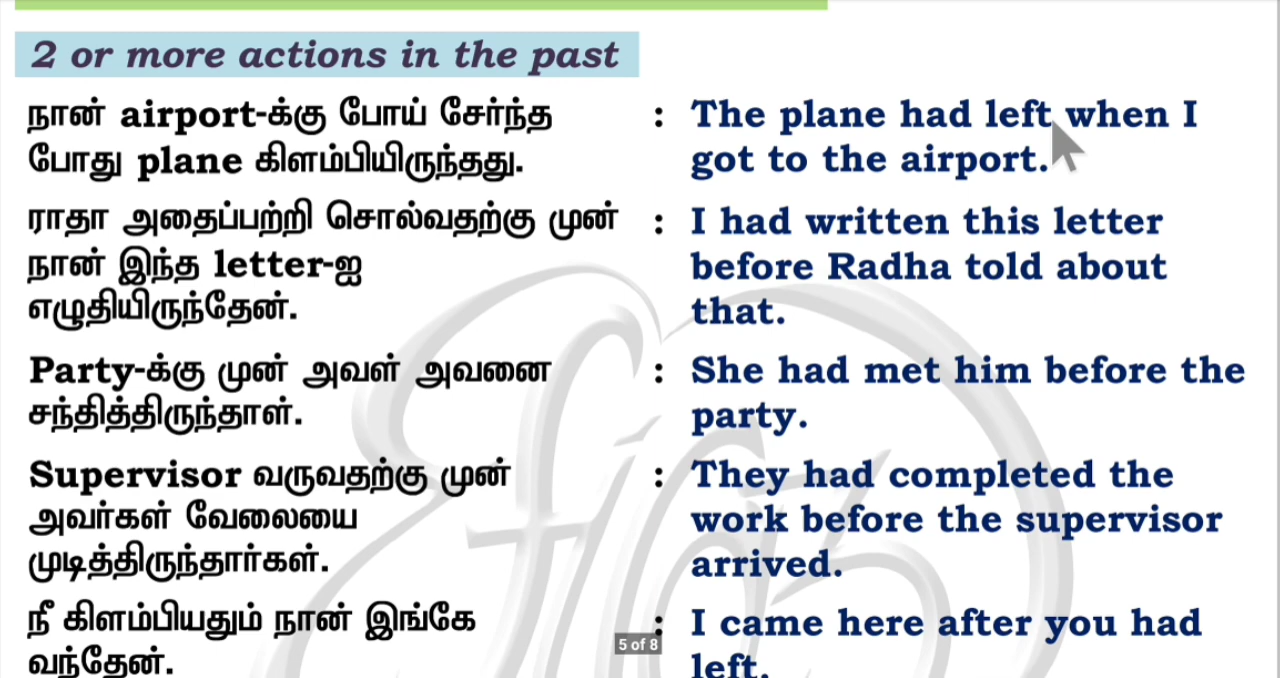 2 or more actions in the past
நான் airport-க்கு போய் சேர்ந்த : The plane had left when I
போது plane கிளம்பியிருந்தது. got to the airport.
ராதா அதைப்பற்றி சொல்வதற்கு முன் : I had written this letter
நான் இந்த letter-ஐ before Radha told about
எழுதியிருந்தேன். that.
Party-க்கு முன் அவள் அவனை : She had met him before the
சந்தித்திருந்தாள். party.
Supervisor வருவதற்கு முன் : They had completed the
அவர்கள் வேலையை work before the supervisor
முடித்திருந்தார்கள். arrived.
நீ கிளம்பியதும் நான் இங்கே : I came here after you had
வந்தேன். left.
5 of 8